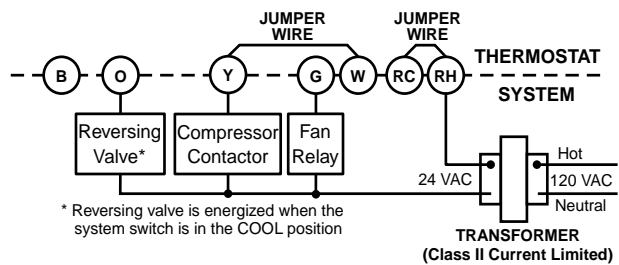 JUMPER
WIRE
JUMPER
WIRE
THERMOSTAT
B O Y G W RC RH
SYSTEM
Reversing
Valve*
Compressor
Contactor
Fan
Relay
24 VAC
Hot
120 VAC
Neutral
* Reversing valve is energized when the
system switch is in the COOL position
TRANSFORMER
(Class II Current Limited)